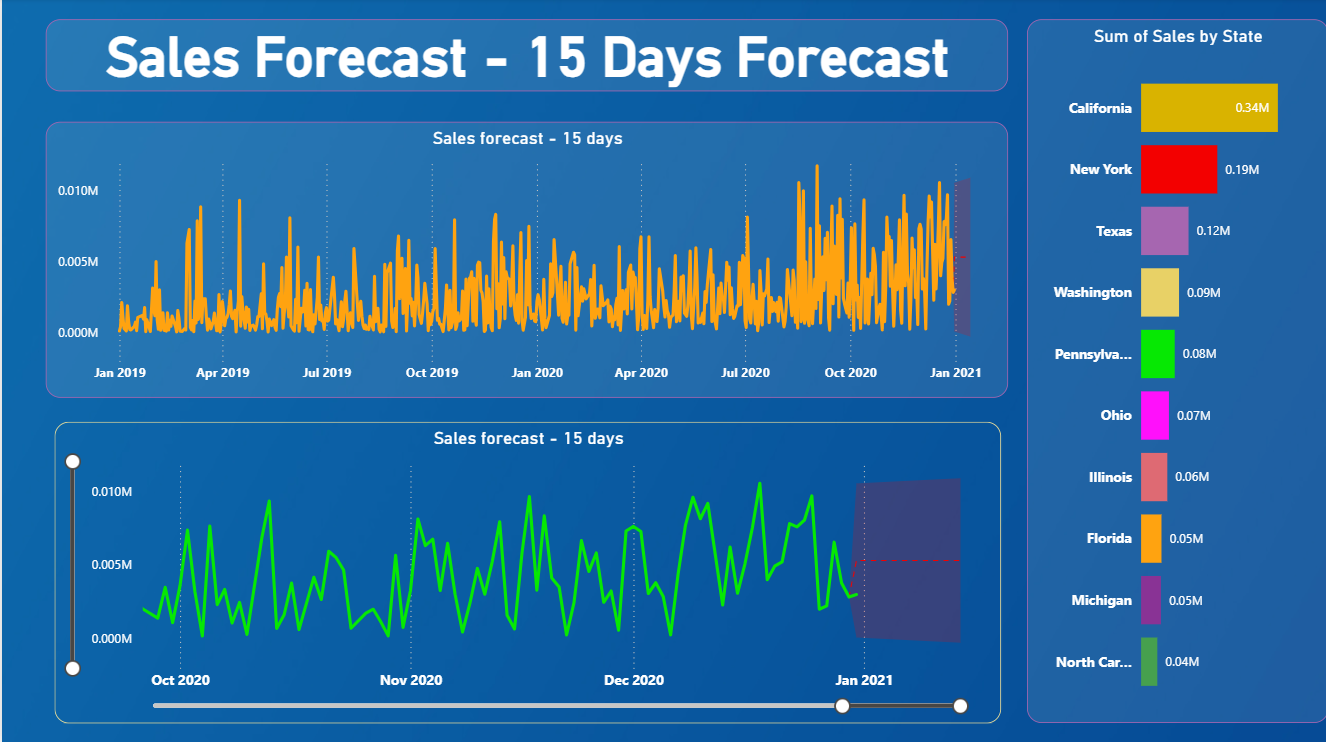 Sales Forecast - 15 Days Forecast
Sales forecast - 15 days
0.010M
0.005M
0.000M
Jan 2019 Apr 2019 Jul 2019 Oct 2019 Jan 2020 Apr 2020 Jul 2020 Oct 2020 Jan 2021
Sales forecast - 15 days
0.010M
0.005M
0.000M
Oct 2020 Nov 2020 Dec 2020 Jan 2021
Sum of Sales by State
California 0.34M
New York 0.19M
Texas 0.12M
Washington 0.09M
Pennsylva... 0.08M
Ohio 0.07M
Illinois 0.06M
Florida 0.05M
Michigan 0.05M
North Car... 0.04M